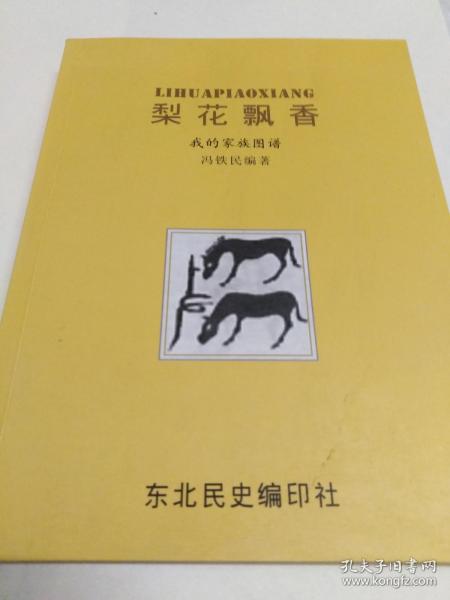 LIHUAPIAOXIANG
梨花飘香
我的家族图谱
冯铁民编著
东北民史编印社
孔夫子旧书网
www.kongfz.com